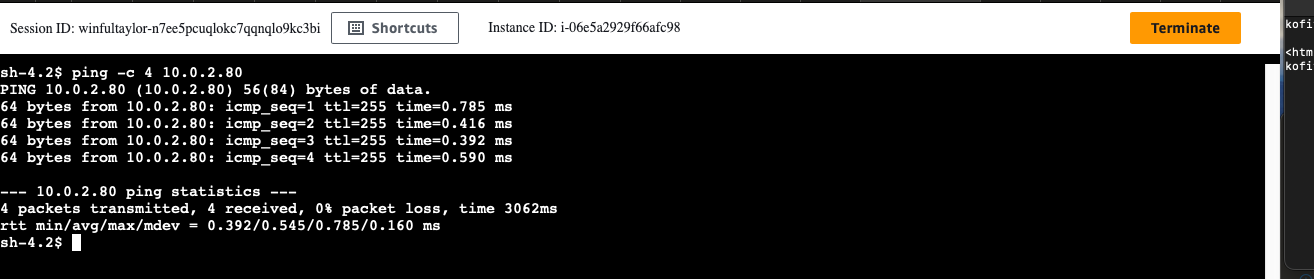 Session ID: winfultaylor-n7ee5pcuqlokc7qqnqlo9kc3bi Shortcuts Instance ID: i-06e5a2929f66afc98 Terminate
sh-4.2$ ping -c 4 10.0.2.80
PING 10.0.2.80 (10.0.2.80) 56(84) bytes of data.
64 bytes from 10.0.2.80: icmp_seq=1 ttl=255 time=0.785 ms
64 bytes from 10.0.2.80: icmp_seq=2 ttl=255 time=0.416 ms
64 bytes from 10.0.2.80: icmp_seq=3 ttl=255 time=0.392 ms
64 bytes from 10.0.2.80: icmp_seq=4 ttl=255 time=0.590 ms
--- 10.0.2.80 ping statistics ---
4 packets transmitted, 4 received, 0% packet loss, time 3062ms
rtt min/avg/max/mdev = 0.392/0.545/0.785/0.160 ms
sh-4.2$
kofi
<htm
kofi